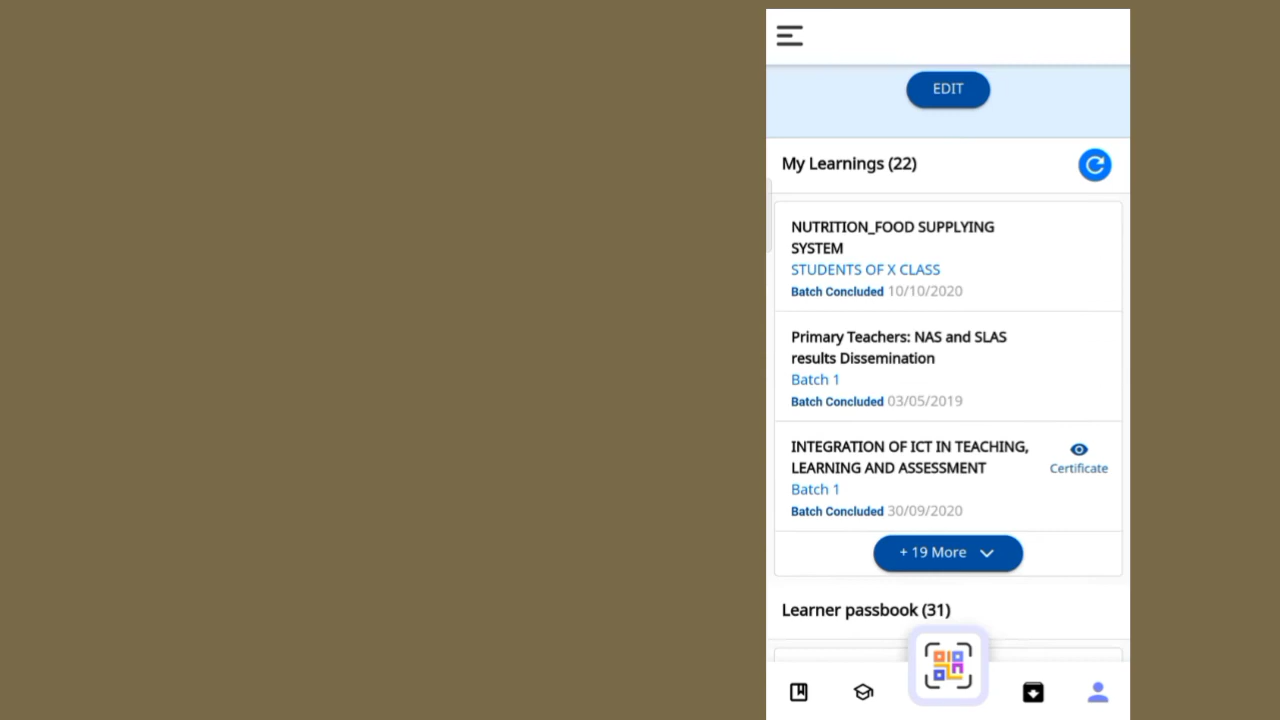 EDIT
My Learnings (22)
NUTRITION_FOOD SUPPLYING
SYSTEM
STUDENTS OF X CLASS
Batch Concluded 10/10/2020
Primary Teachers: NAS and SLAS
results Dissemination
Batch 1
Batch Concluded 03/05/2019
INTEGRATION OF ICT IN TEACHING,
LEARNING AND ASSESSMENT
Certificate
Batch 1
Batch Concluded 30/09/2020
+ 19 More
Learner passbook (31)